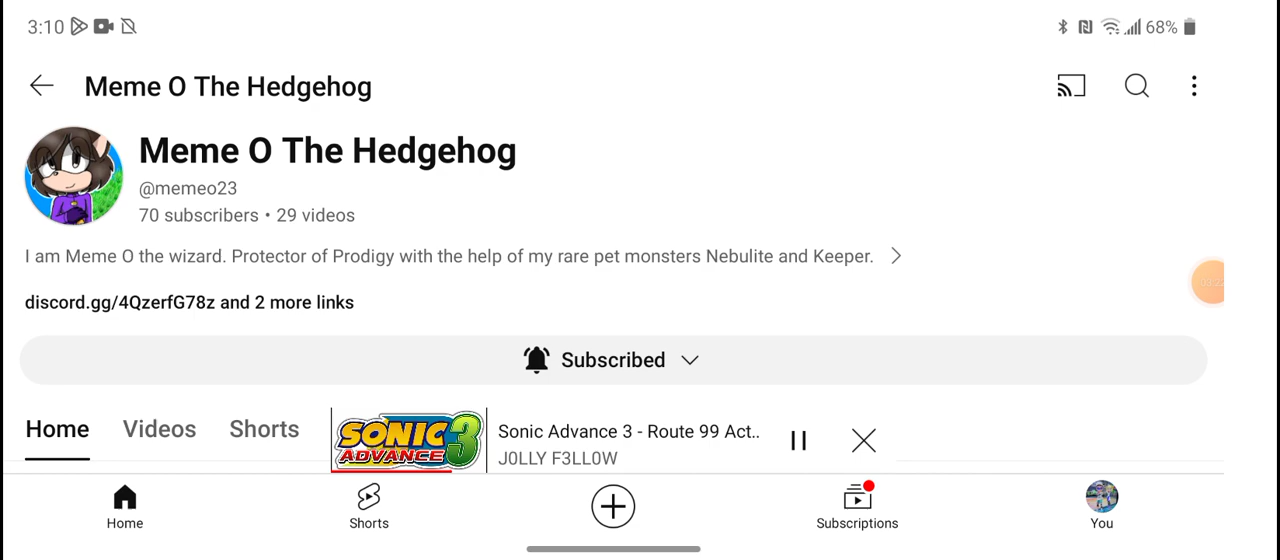 3:10
68%
Meme O The Hedgehog
Meme O The Hedgehog
@memeo23
70 subscribers • 29 videos
I am Meme O the wizard. Protector of Prodigy with the help of my rare pet monsters Nebulite and Keeper.
discord.gg/4QzerfG78z and 2 more links
Subscribed
Home Videos Shorts
SONIC 3
ADVANCE
Sonic Advance 3 - Route 99 Act..
J0LLY F3LL0W
Home
Shorts
Subscriptions
You